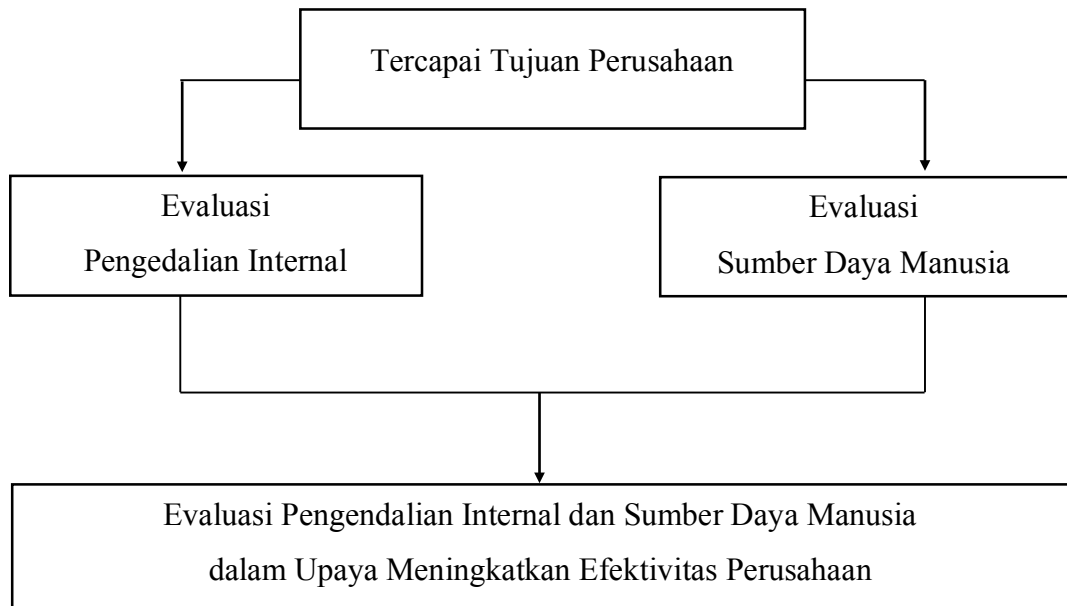 Tercapai Tujuan Perusahaan
Evaluasi
Pengedalian Internal
Evaluasi
Sumber Daya Manusia
Evaluasi Pengendalian Internal dan Sumber Daya Manusia
dalam Upaya Meningkatkan Efektivitas Perusahaan